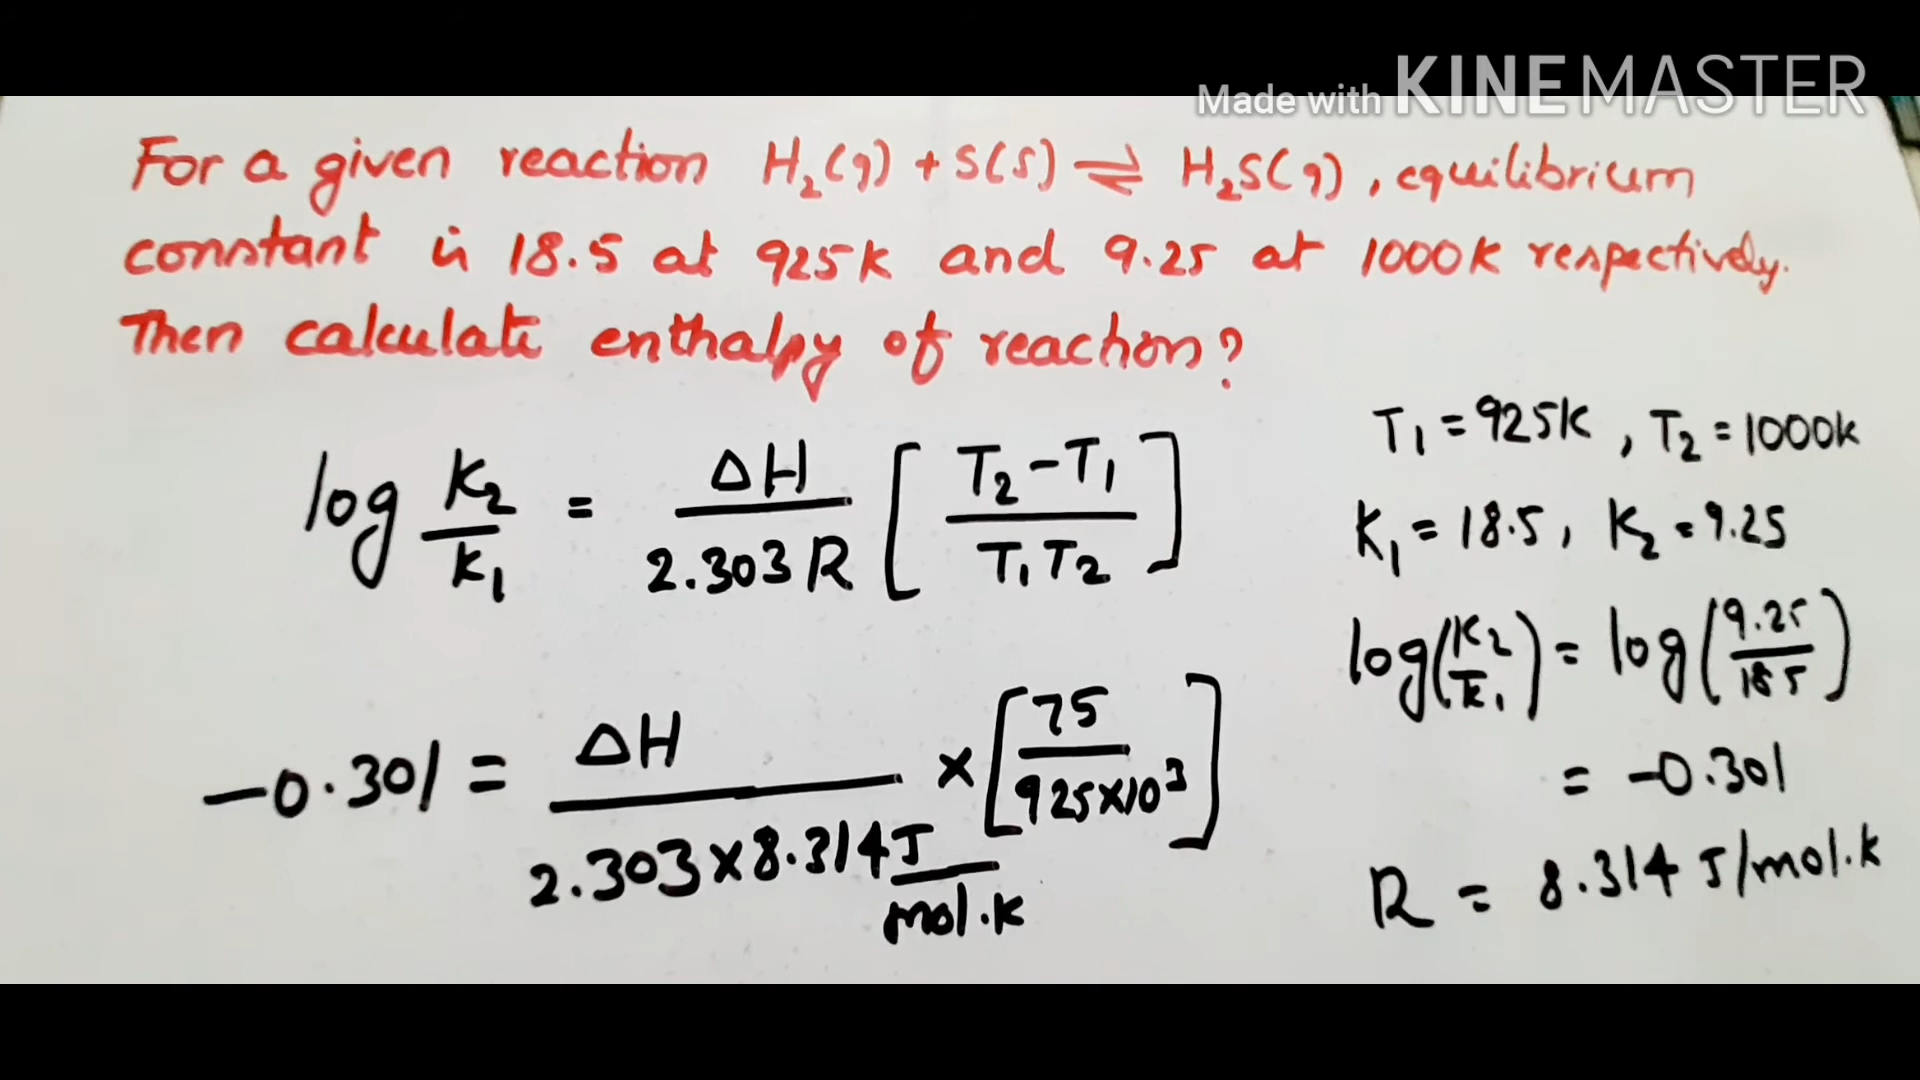 Made with KINEMASTER
For a given reaction H₂(g) + S(s) ⇌ H₂S(g), equilibrium
constant is 18.5 at 925K and 9.25 at 1000K respectively.
Then calculate enthalpy of reaction?
T₁ = 925K, T₂ = 1000K
log K₂/K₁ = ΔH/2.303R [T₂-T₁/T₁T₂]
K₁ = 18.5, K₂ = 9.25
log(K₂/K₁) = log(9.25/18.5)
= -0.301
-0.301 = ΔH/2.303×8.314 J/mol.K × [75/925×10³]
R = 8.314 J/mol.K